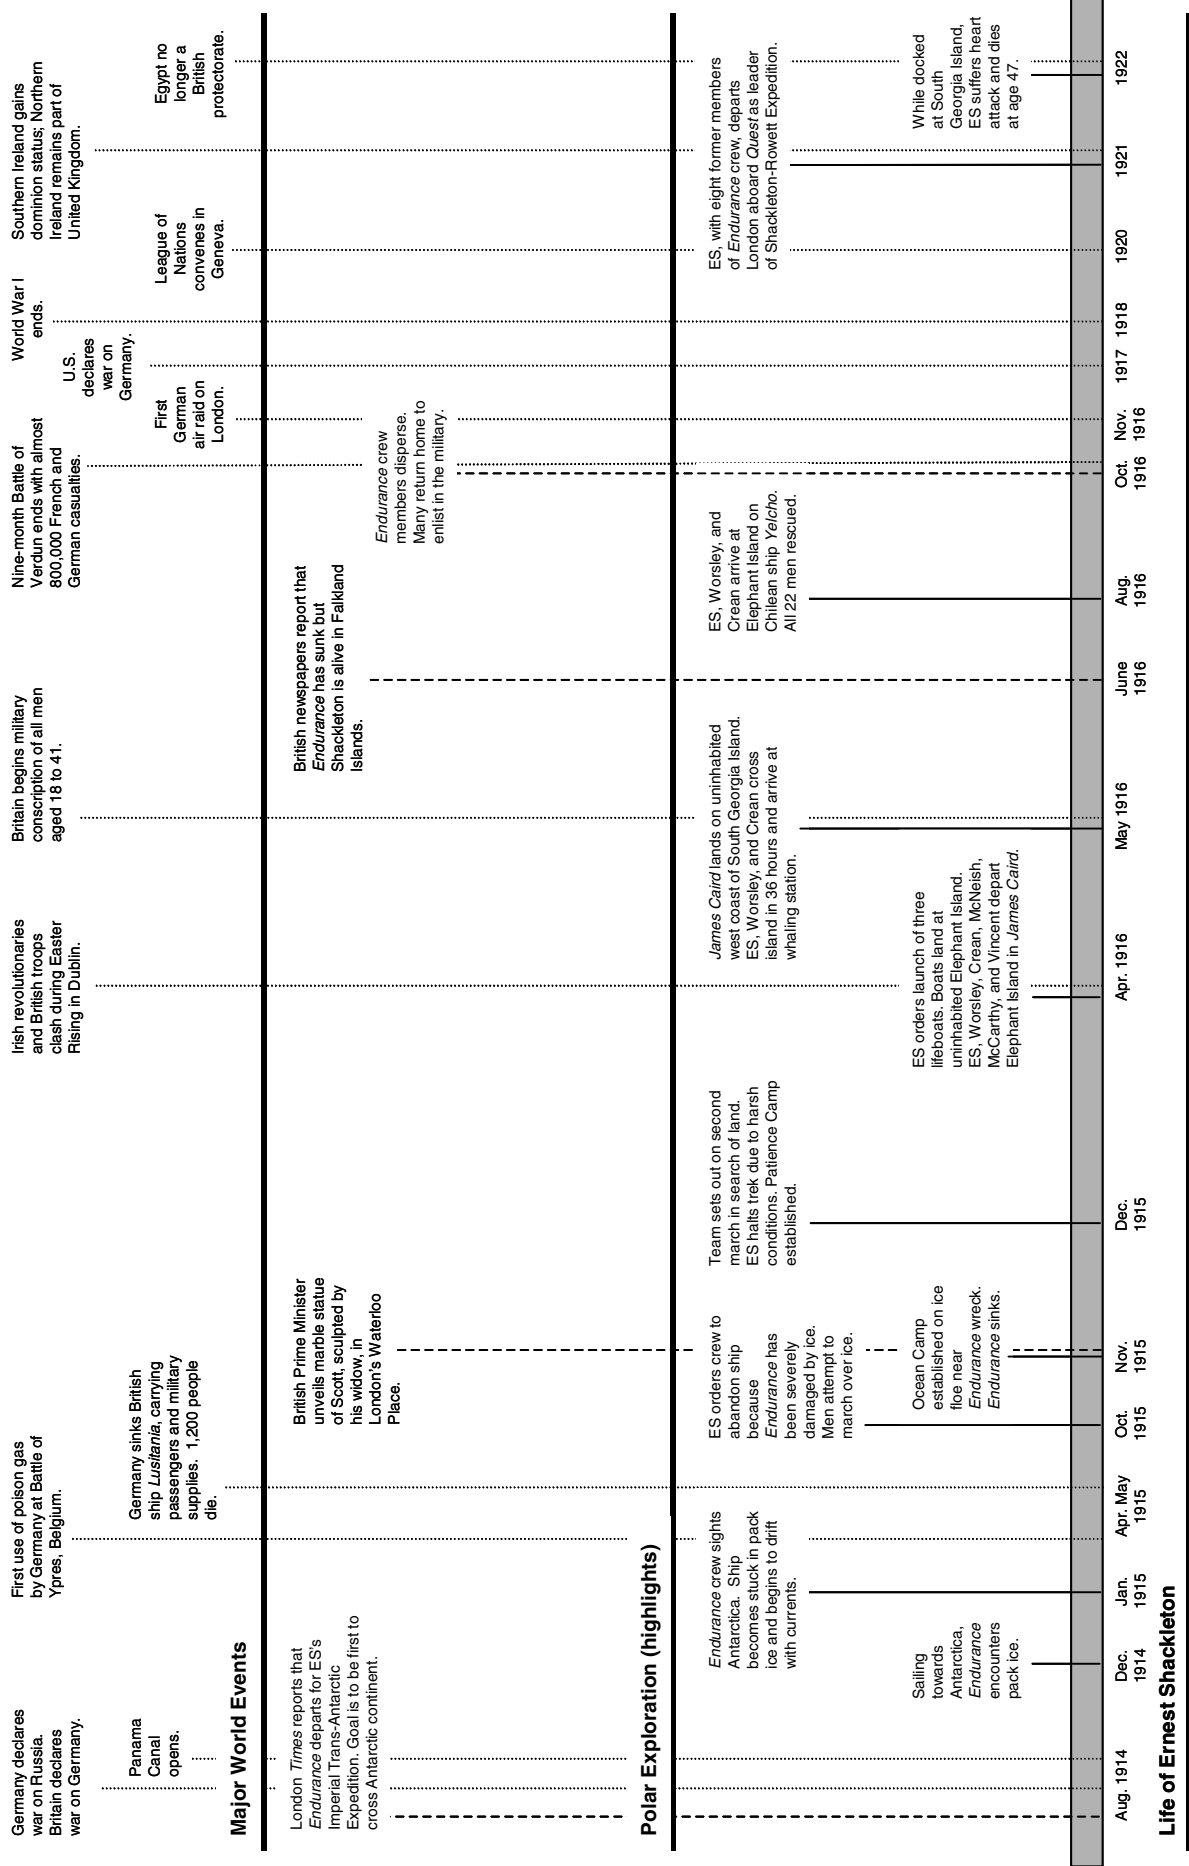 Germany declares
war on Russia.
Britain declares
war on Germany.
Panama
Canal
opens.
First use of poison gas
by Germany at Battle of
Ypres, Belgium.
Germany sinks British
ship Lusitania, carrying
passengers and military
supplies. 1,200 people
die.
Irish revolutionaries
and British troops
clash during Easter
Rising in Dublin.
Britain begins military
conscription of all men
aged 18 to 41.
Nine-month Battle of
Verdun ends with almost
800,000 French and
German casualties.
First
German
air raid on
London.
U.S.
declares
war on
Germany.
World War I
ends.
League of
Nations
convenes in
Geneva.
Southern Ireland gains
dominion status; Northern
Ireland remains part of
United Kingdom.
Egypt no
longer a
British
protectorate.
Major World Events
London Times reports that
Endurance departs for ES's
Imperial Trans-Antarctic
Expedition. Goal is to be first to
cross Antarctic continent.
British Prime Minister
unveils marble statue
of Scott, sculpted by
his widow, in
London's Waterloo
Place.
British newspapers report that
Endurance has sunk but
Shackleton is alive in Falkland
Islands.
Endurance crew
members disperse.
Many return home to
enlist in the military.
Polar Exploration (highlights)
Sailing
towards
Antarctica,
Endurance
encounters
pack ice.
Endurance crew sights
Antarctica. Ship
becomes stuck in pack
ice and begins to drift
with currents.
ES orders crew to
abandon ship
because
Endurance has
been severely
damaged by ice.
Men attempt to
march over ice.
Ocean Camp
established on ice
floe near
Endurance wreck.
Endurance sinks.
Team sets out on second
march in search of land.
ES halts trek due to harsh
conditions. Patience Camp
established.
ES orders launch of three
lifeboats. Boats land at
uninhabited Elephant Island.
ES, Worsley, Crean, McNeish,
McCarthy, and Vincent depart
Elephant Island in James Caird.
James Caird lands on uninhabited
west coast of South Georgia Island.
ES, Worsley, and Crean cross
island in 36 hours and arrive at
whaling station.
ES, Worsley, and
Crean arrive at
Elephant Island on
Chilean ship Yelcho.
All 22 men rescued.
ES, with eight former members
of Endurance crew, departs
London aboard Quest as leader
of Shackleton-Rowett Expedition.
While docked
at South
Georgia Island,
ES suffers heart
attack and dies
at age 47.
Aug. 1914
Dec.
1914
Jan.
1915
Apr. May
1915
Oct.
1915
Nov.
1915
Dec.
1915
Apr. 1916
May 1916
June
1916
Aug.
1916
Oct.
1916
Nov.
1916
1917
1918
1920
1921
1922
Life of Ernest Shackleton